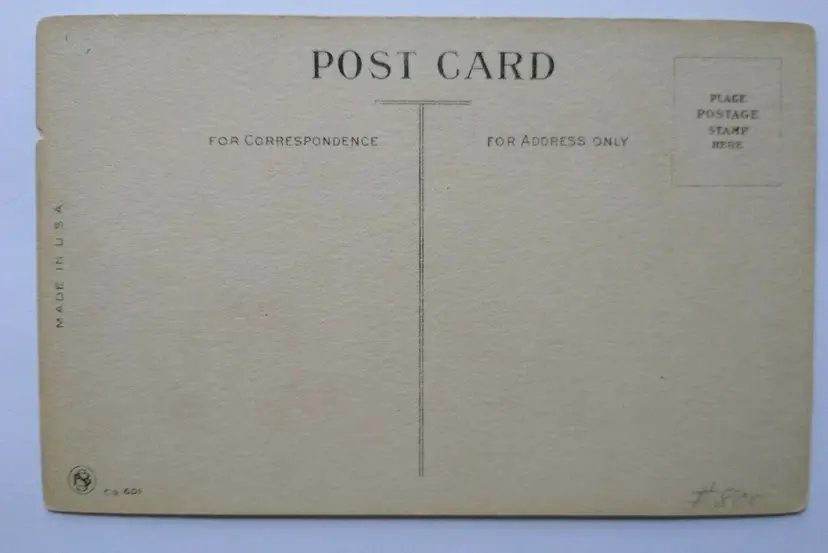 POST CARD
FOR CORRESPONDENCE
FOR ADDRESS ONLY
PLACE
POSTAGE
STAMP
HERE
MADE IN U.S.A.